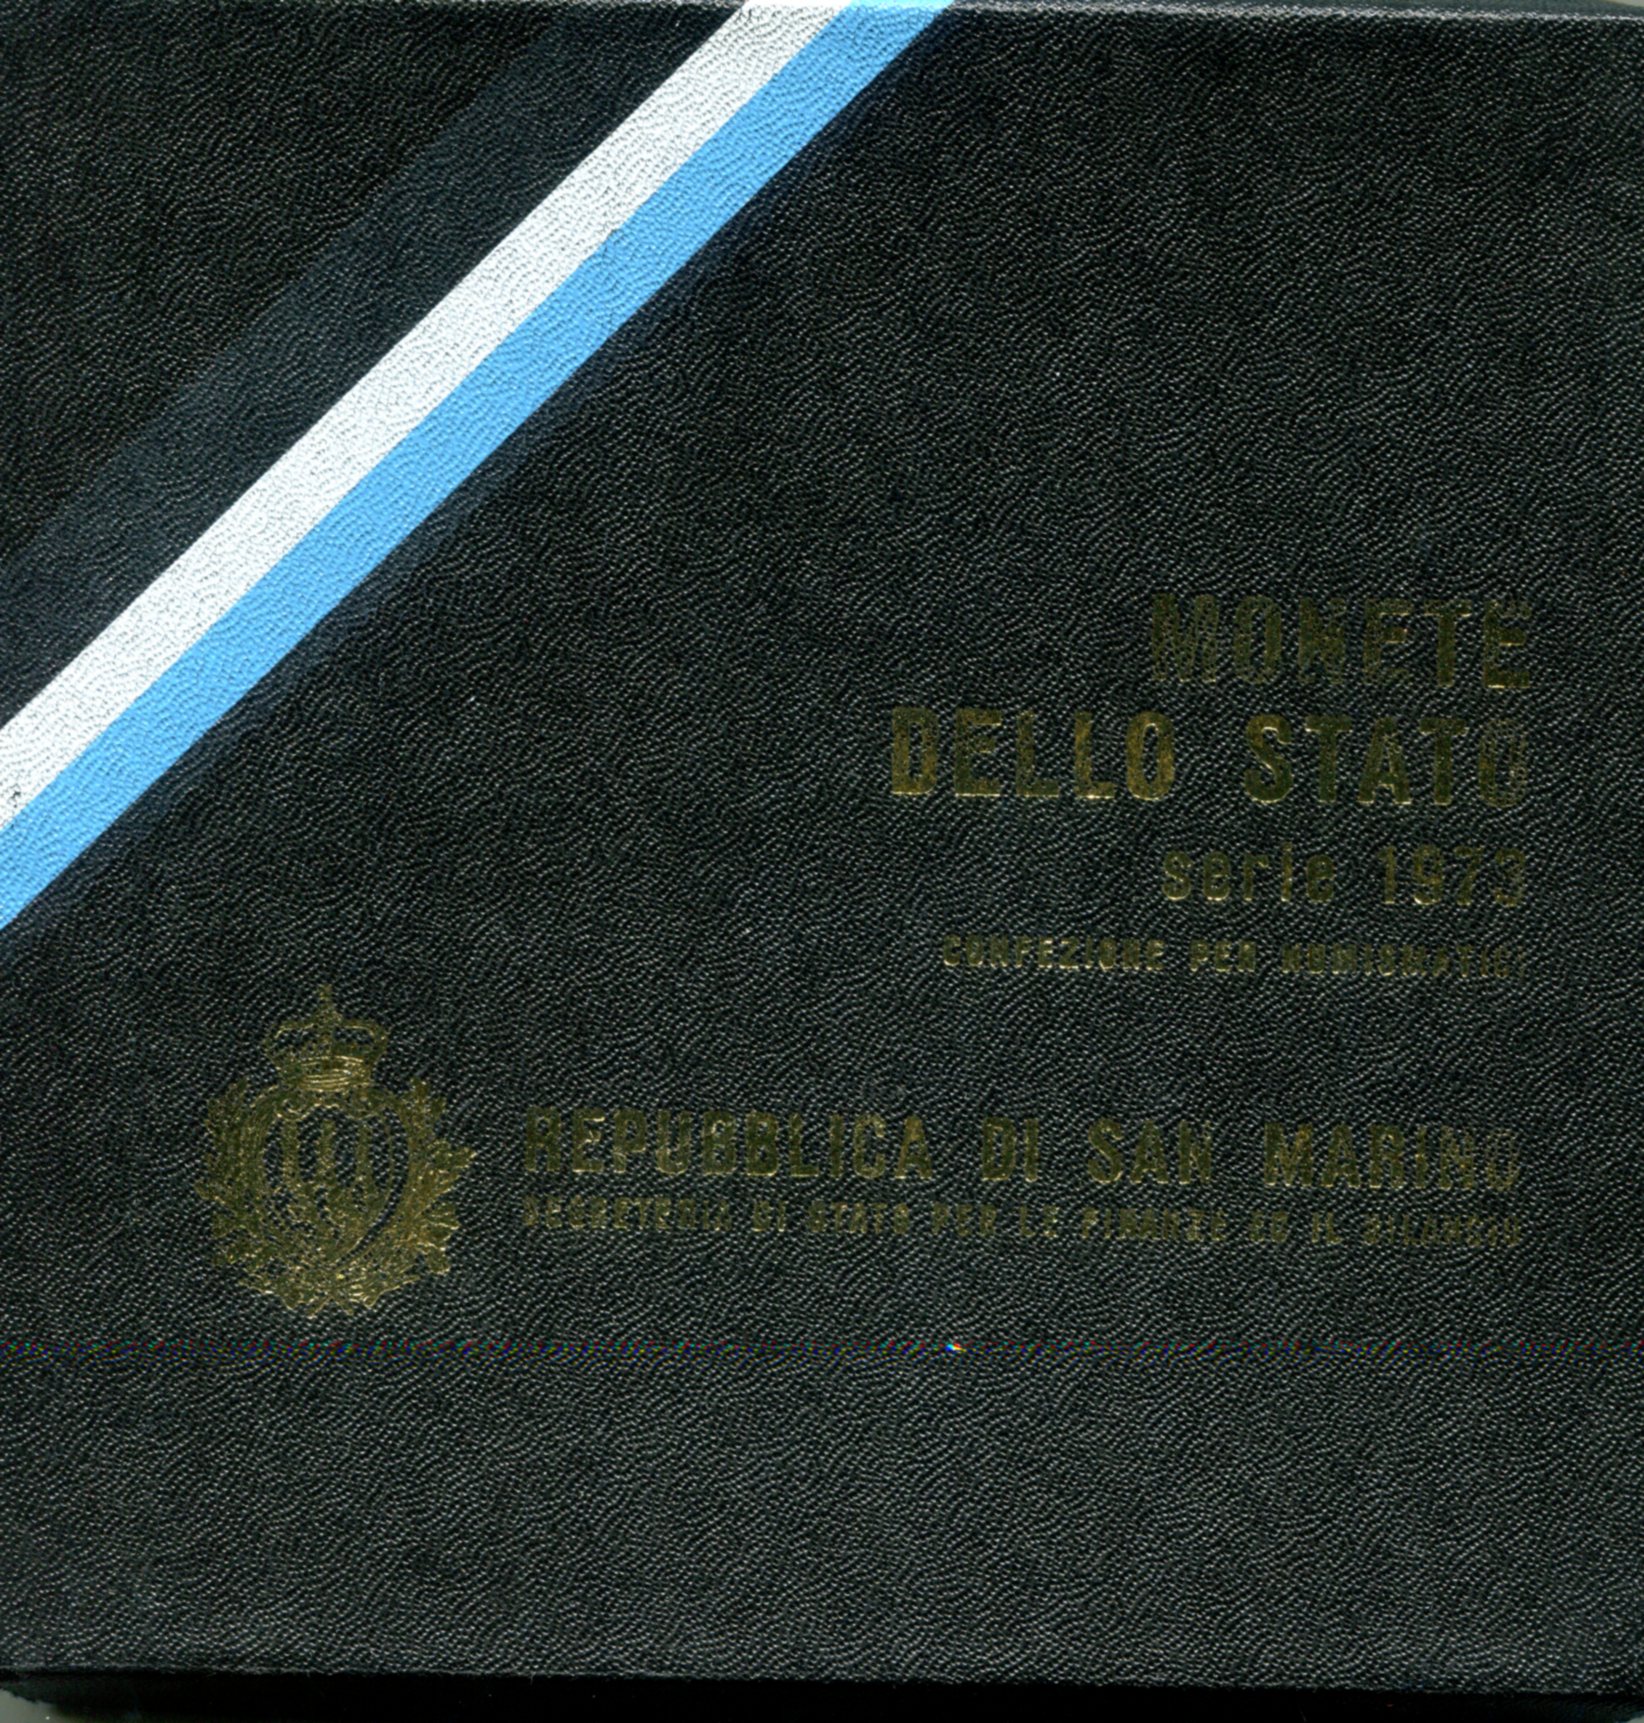 MONETE
DELLO STATO
serie 1973
CONFEZIONE PER NUMISMATICI
REPUBBLICA DI SAN MARINO
SEGRETERIA DI STATO PER LE FINANZE ED IL BILANCIO